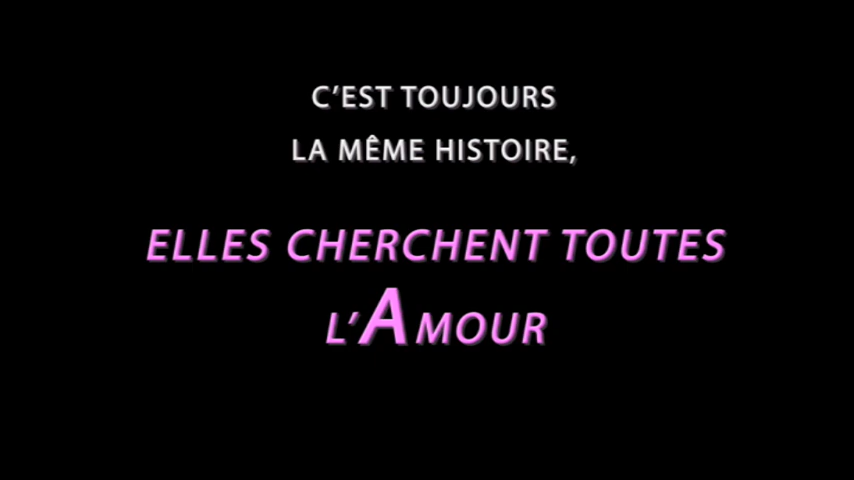 C’EST TOUJOURS
LA MÊME HISTOIRE,
ELLES CHERCHENT TOUTES
L’AMOUR